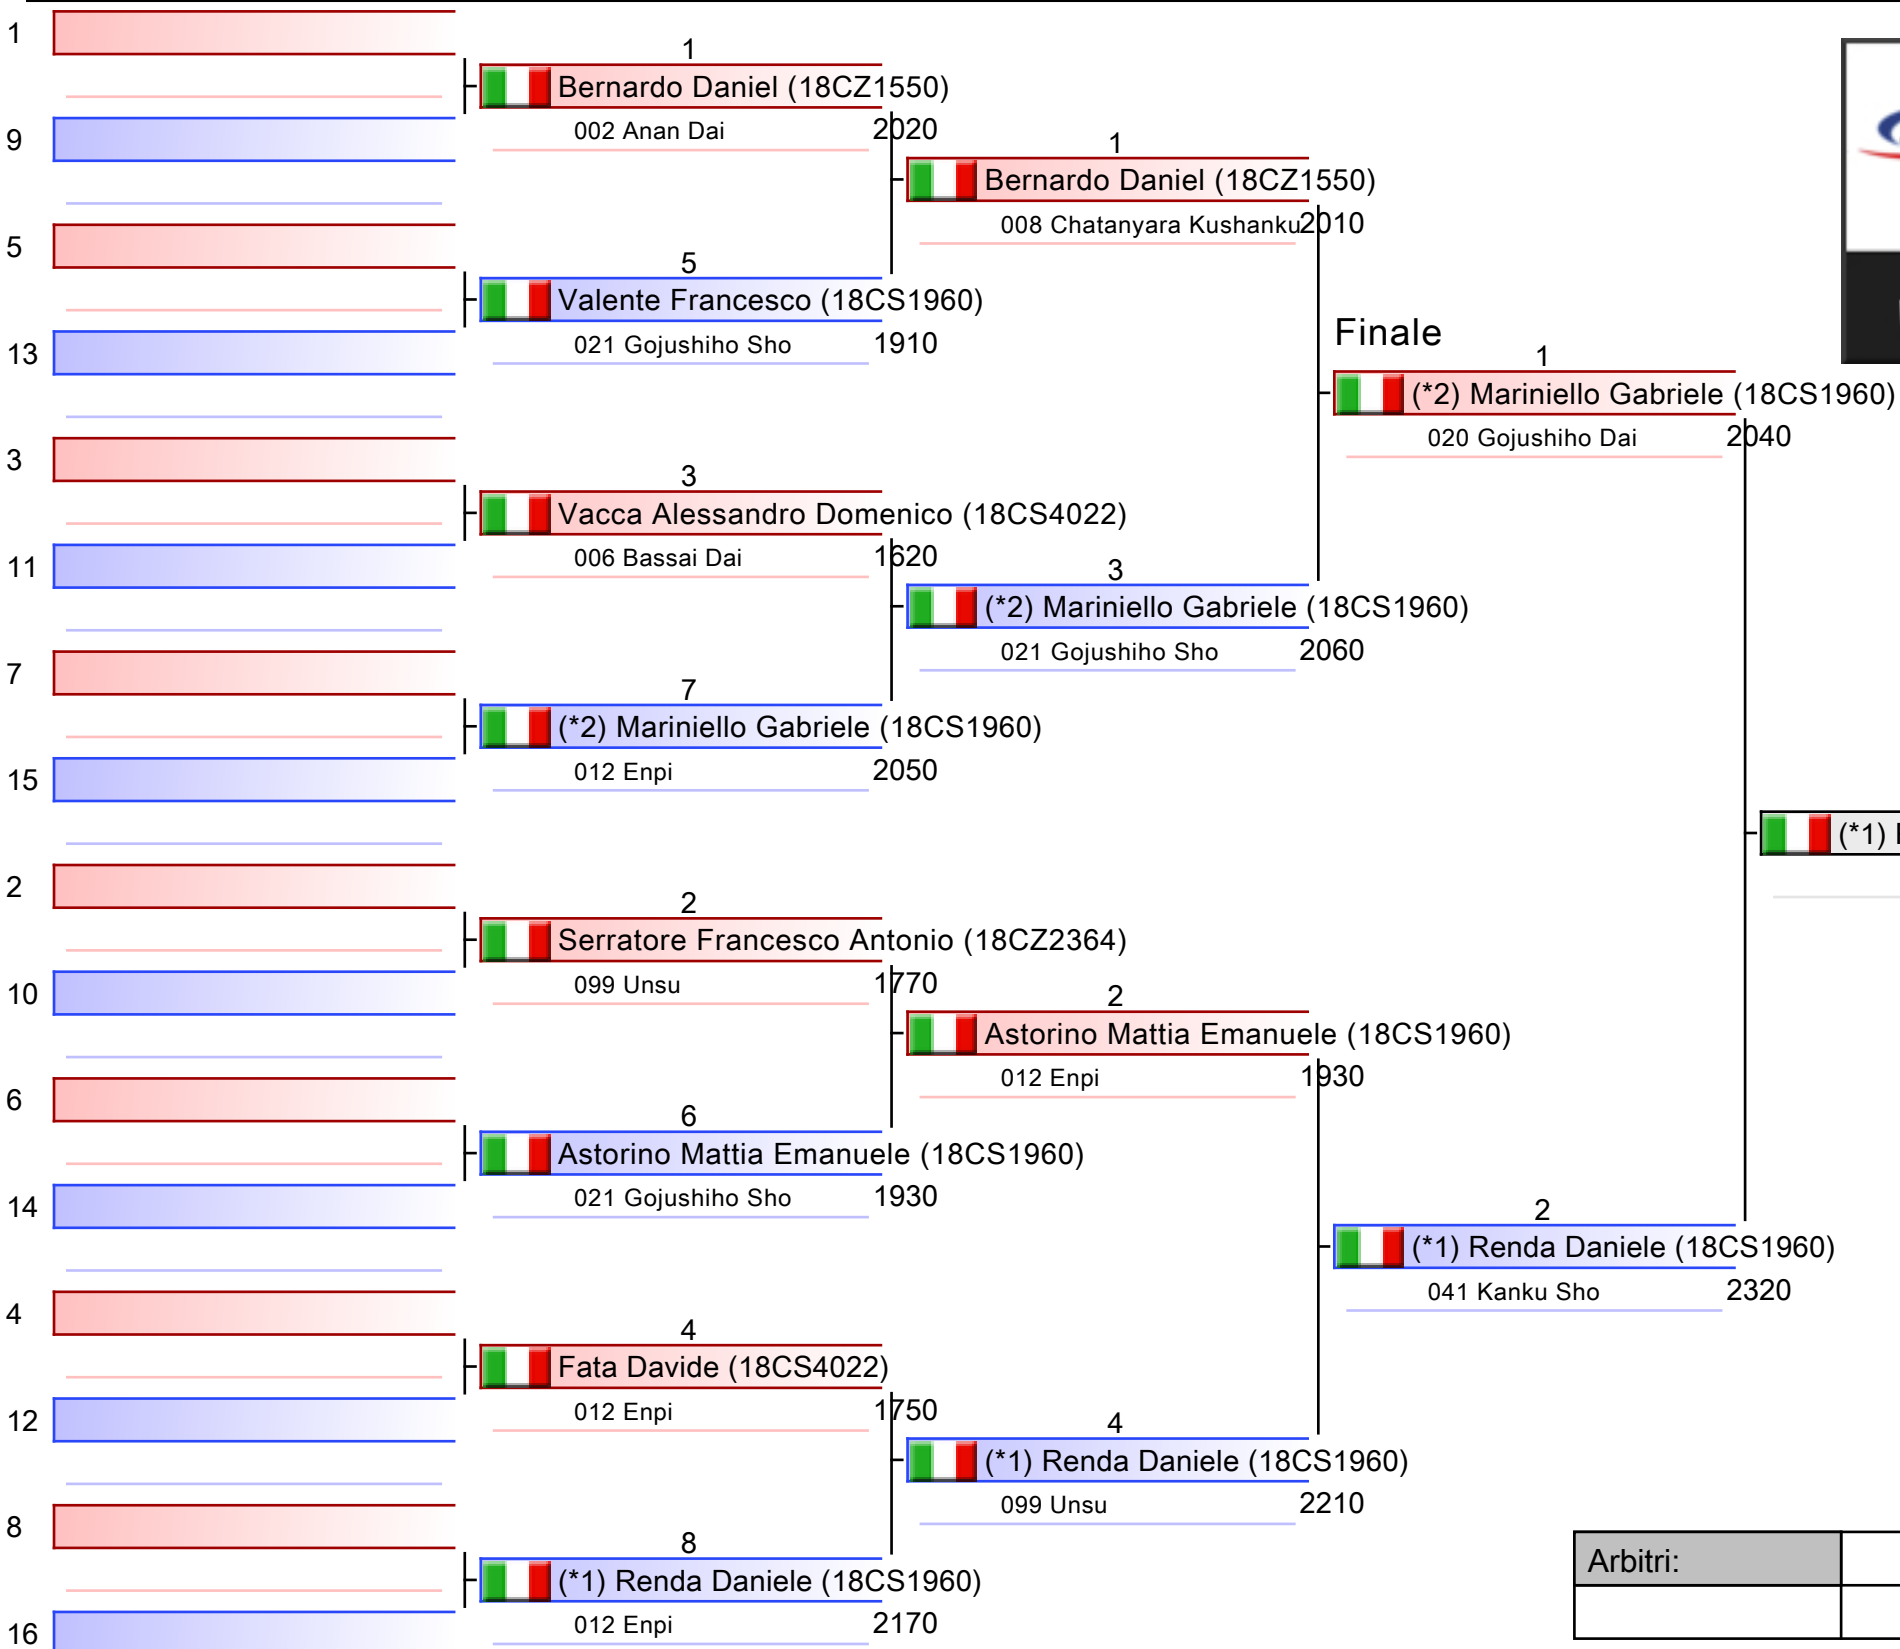 1
9
5
13
3
11
7
15
2
10
6
14
4
12
8
16
1
Bernardo Daniel (18CZ1550)
002 Anan Dai 2020
5
Valente Francesco (18CS1960)
021 Gojushiho Sho 1910
3
Vacca Alessandro Domenico (18CS4022)
006 Bassai Dai 1620
7
(*2) Mariniello Gabriele (18CS1960)
012 Enpi 2050
2
Serratore Francesco Antonio (18CZ2364)
099 Unsu 1770
6
Astorino Mattia Emanuele (18CS1960)
021 Gojushiho Sho 1930
4
Fata Davide (18CS4022)
012 Enpi 1750
8
(*1) Renda Daniele (18CS1960)
012 Enpi 2170
1
Bernardo Daniel (18CZ1550)
008 Chatanyara Kushanku 2010
3
(*2) Mariniello Gabriele (18CS1960)
021 Gojushiho Sho 2060
2
Astorino Mattia Emanuele (18CS1960)
012 Enpi 1930
4
(*1) Renda Daniele (18CS1960)
099 Unsu 2210
Finale
1
(*2) Mariniello Gabriele (18CS1960)
020 Gojushiho Dai 2040
2
(*1) Renda Daniele (18CS1960)
041 Kanku Sho 2320
(*1)
Arbitri: